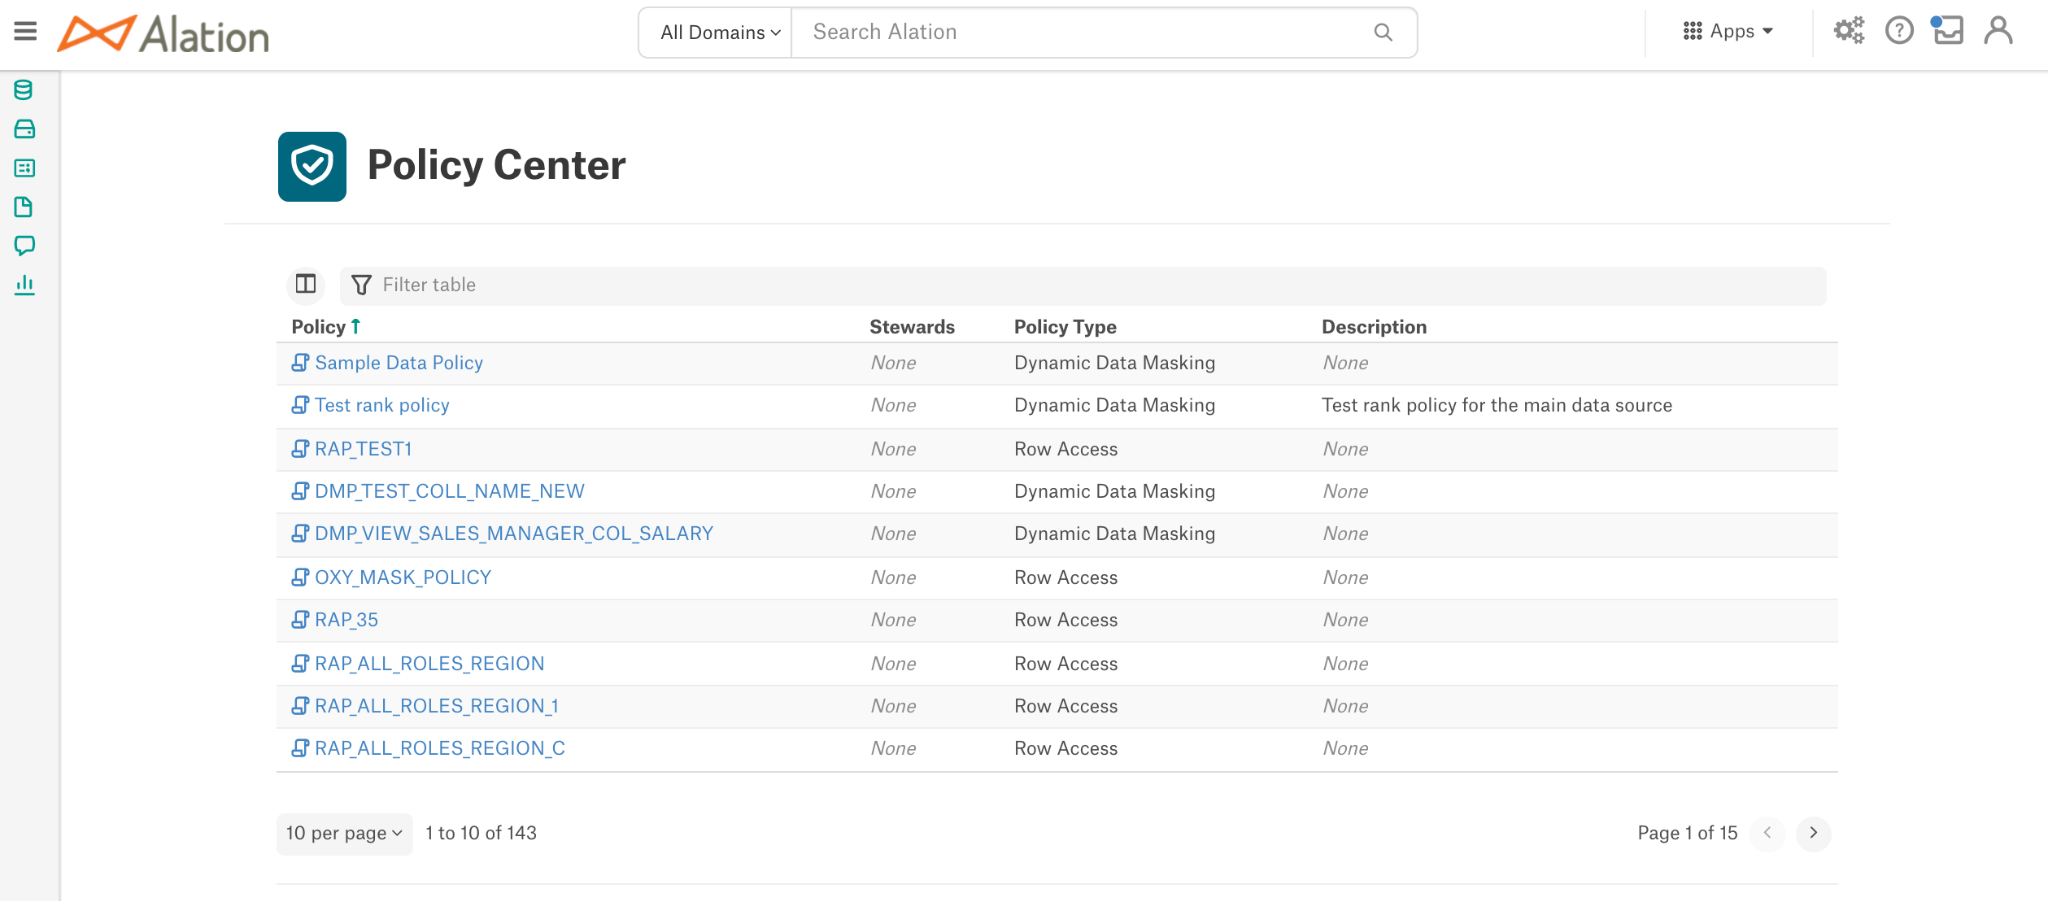 Alation
All Domains
Search Alation
Apps
Policy Center
Filter table
Policy Stewards Policy Type Description
Sample Data Policy None Dynamic Data Masking None
Test rank policy None Dynamic Data Masking Test rank policy for the main data source
RAP_TEST1 None Row Access None
DMP_TEST_COLL_NAME_NEW None Dynamic Data Masking None
DMP_VIEW_SALES_MANAGER_COL_SALARY None Dynamic Data Masking None
OXY_MASK_POLICY None Row Access None
RAP_35 None Row Access None
RAP_ALL_ROLES_REGION None Row Access None
RAP_ALL_ROLES_REGION_1 None Row Access None
RAP_ALL_ROLES_REGION_C None Row Access None
10 per page 1 to 10 of 143 Page 1 of 15